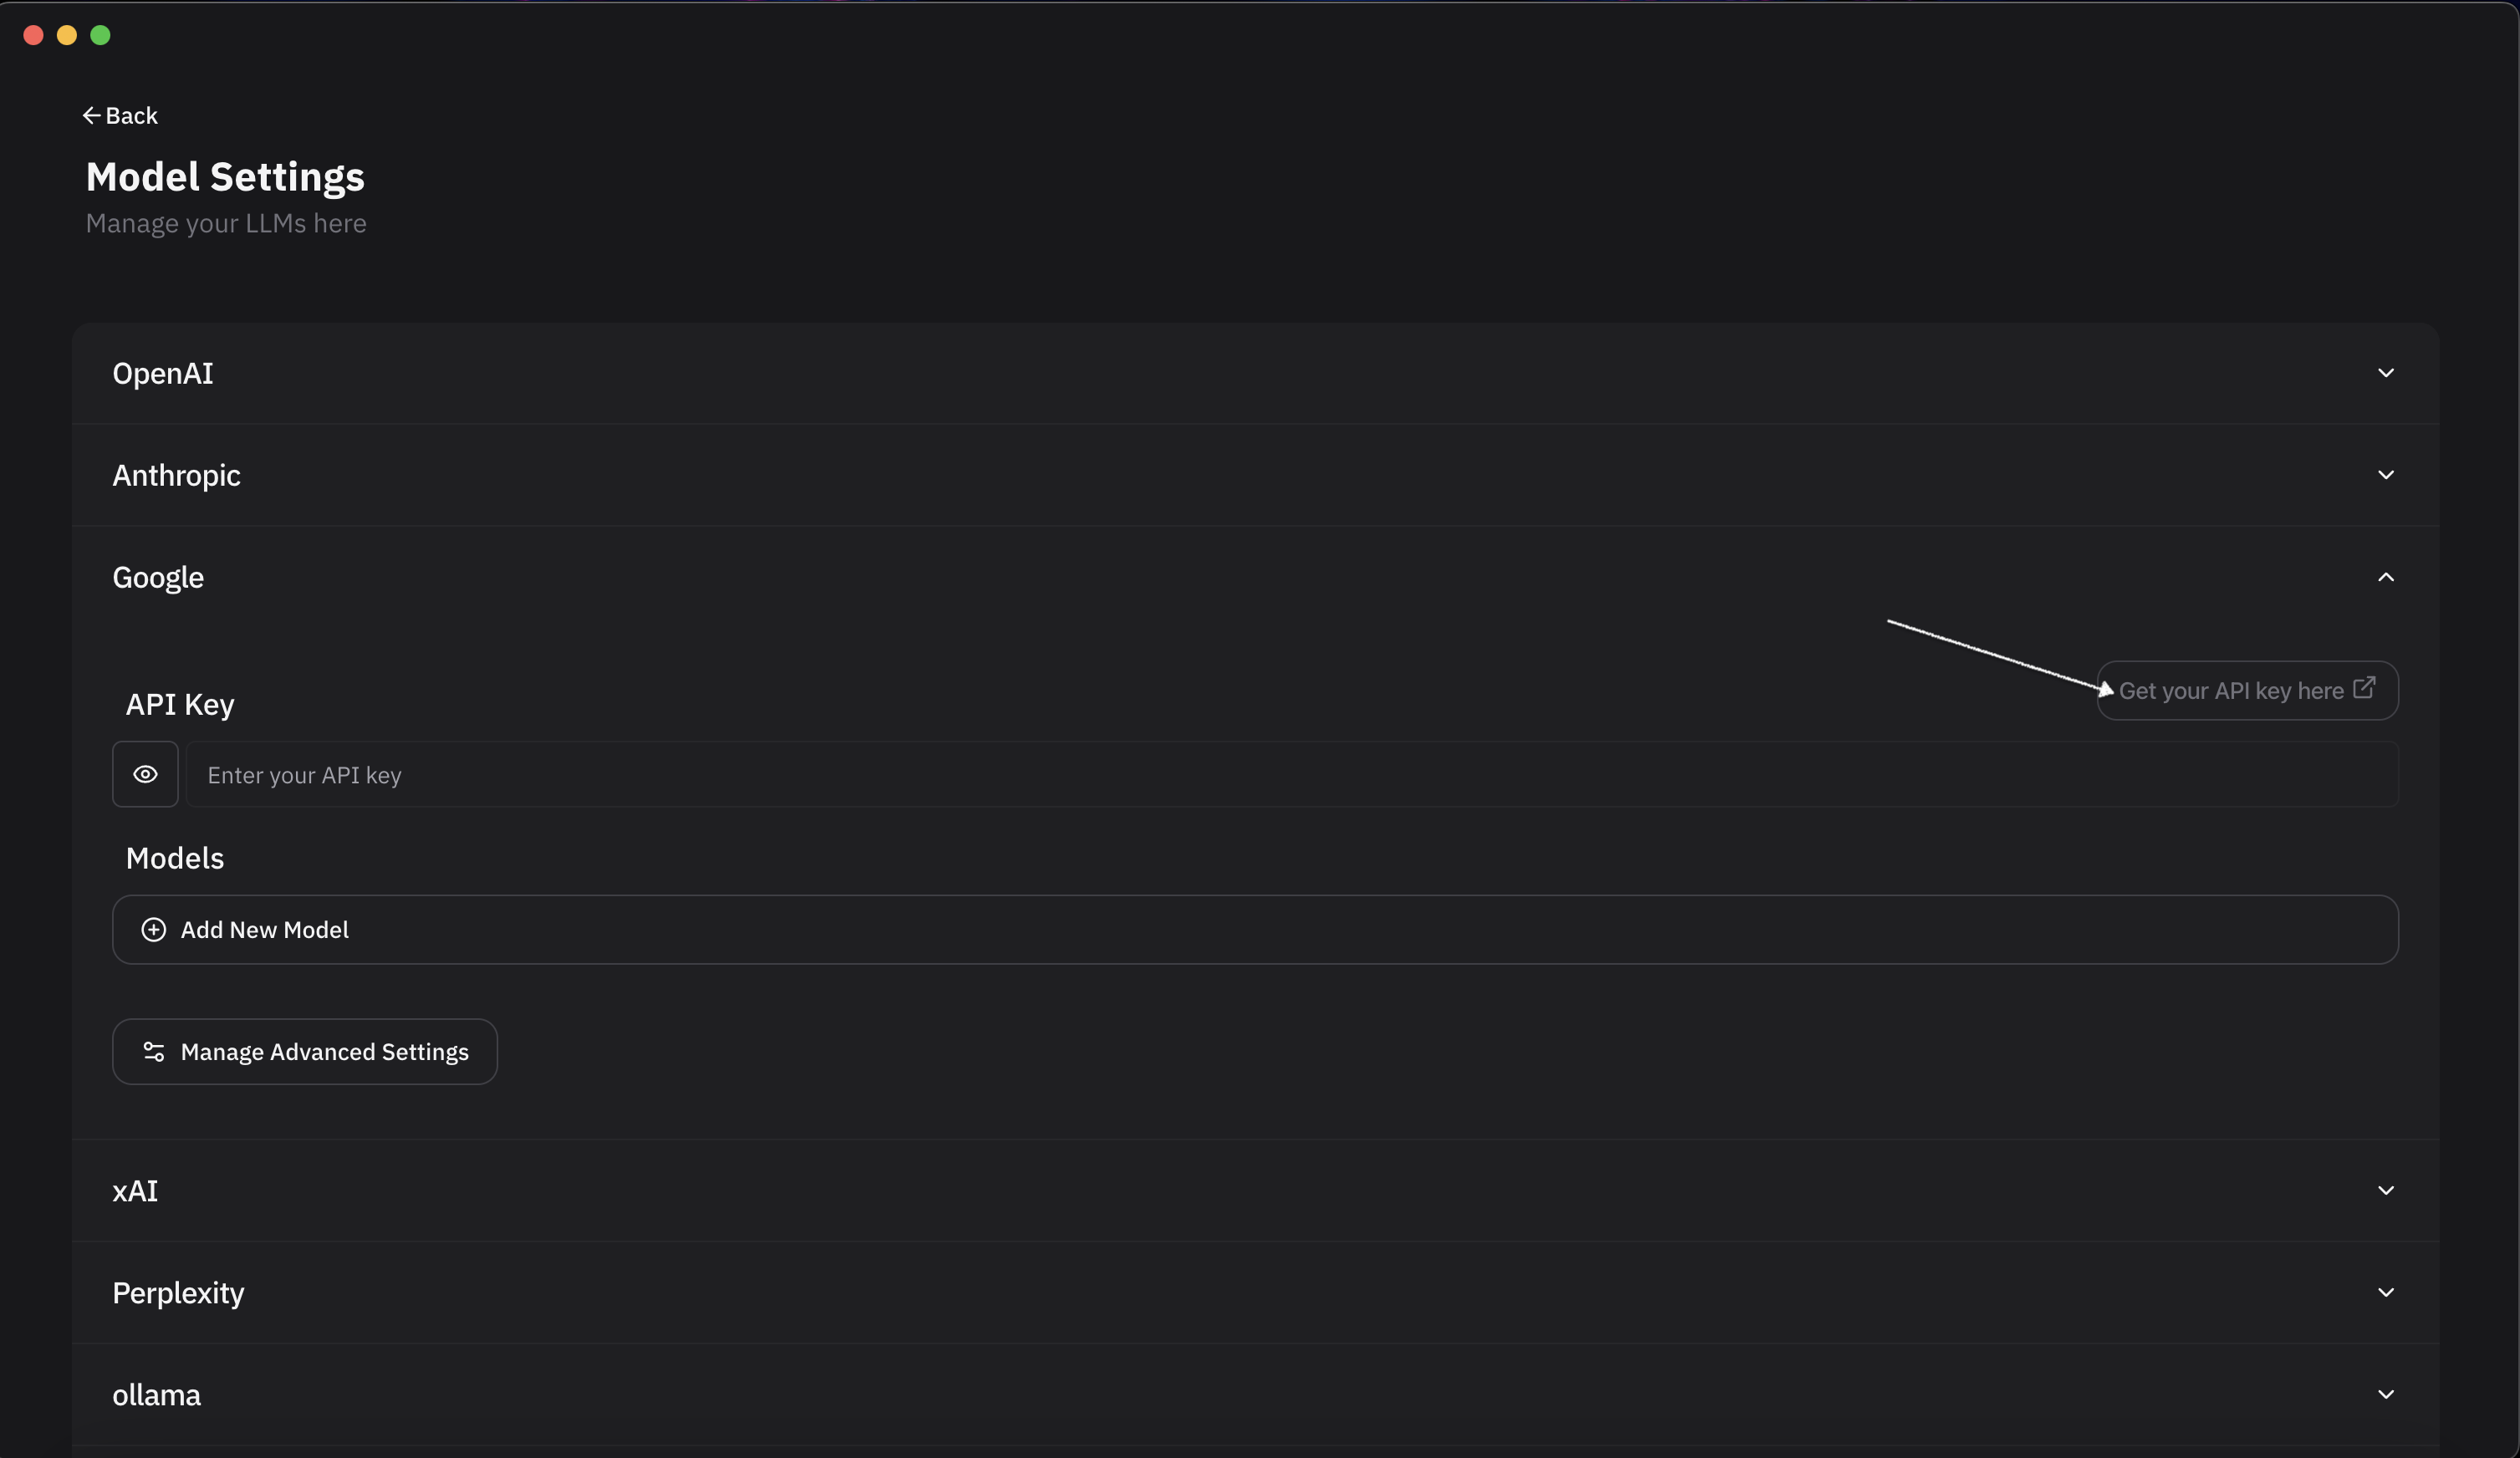 Back
Model Settings
Manage your LLMs here
OpenAI
Anthropic
Google
Get your API key here
API Key
Enter your API key
Models
Add New Model
Manage Advanced Settings
xAI
Perplexity
ollama